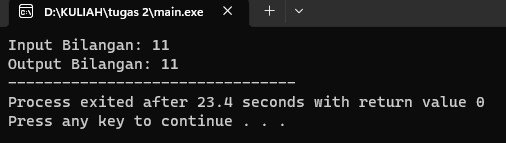 D:\KULIAH\tugas 2\main.exe
Input Bilangan: 11
Output Bilangan: 11
--------------------------------
Process exited after 23.4 seconds with return value 0
Press any key to continue . . .